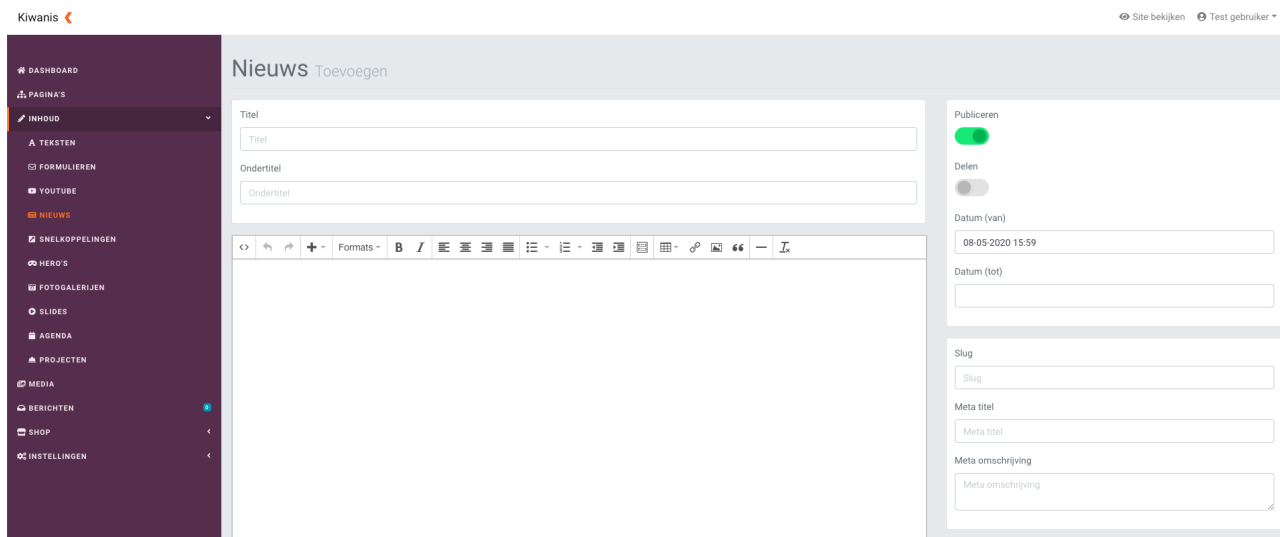 Kiwanis
Site bekijken
Test gebruiker
DASHBOARD
PAGINA'S
INHOUD
TEKSTEN
FORMULIEREN
YOUTUBE
NIEUWS
SNELKOPPELINGEN
HERO'S
FOTOGALERIJEN
SLIDES
AGENDA
PROJECTEN
MEDIA
BERICHTEN 0
SHOP
INSTELLINGEN
Nieuws Toevoegen
Titel
Titel
Ondertitel
Ondertitel
Formats
Publiceren
Delen
Datum (van)
08-05-2020 15:59
Datum (tot)
Slug
Slug
Meta titel
Meta titel
Meta omschrijving
Meta omschrijving